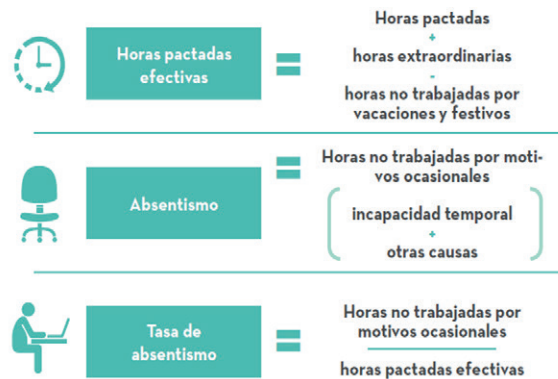 Horas pactadas
efectivas
=
Horas pactadas
+
horas extraordinarias
-
horas no trabajadas por
vacaciones y festivos
Absentismo
=
Horas no trabajadas por moti-
vos ocasionales
incapacidad temporal
+
otras causas
Tasa de
absentismo
=
Horas no trabajadas por
motivos ocasionales
horas pactadas efectivas